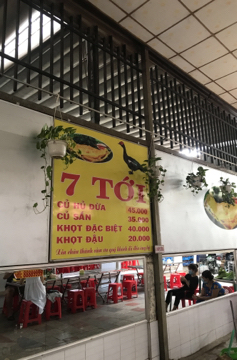 7 TỚI
CỦ HŨ DỪA 45.000
CỦ SẮN 35.000
KHỌT ĐẶC BIỆT 40.000
KHỌT ĐẬU 20.000